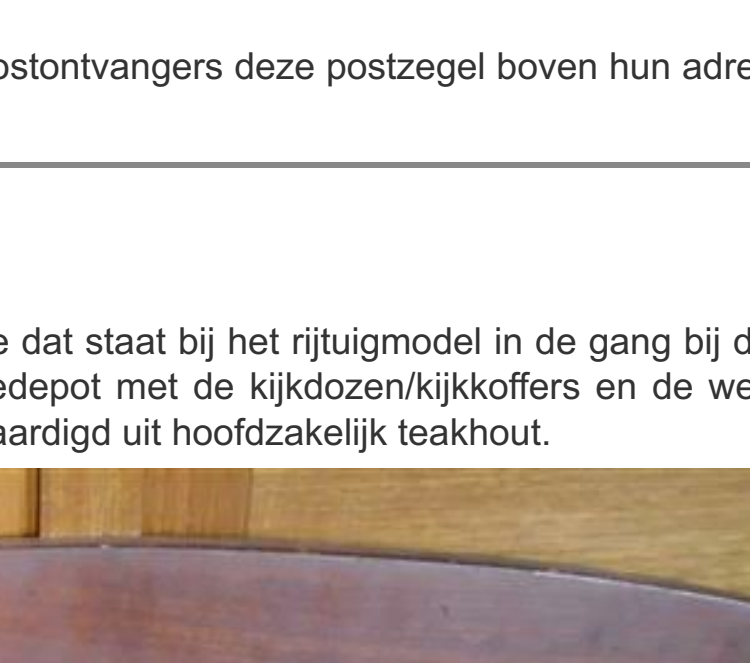 ostontvangers deze postzegel boven hun adre
e dat staat bij het rijtuigmodel in de gang bij d
edepot met de kijkdozen/kijkkoffers en de we
aardigd uit hoofdzakelijk teakhout.